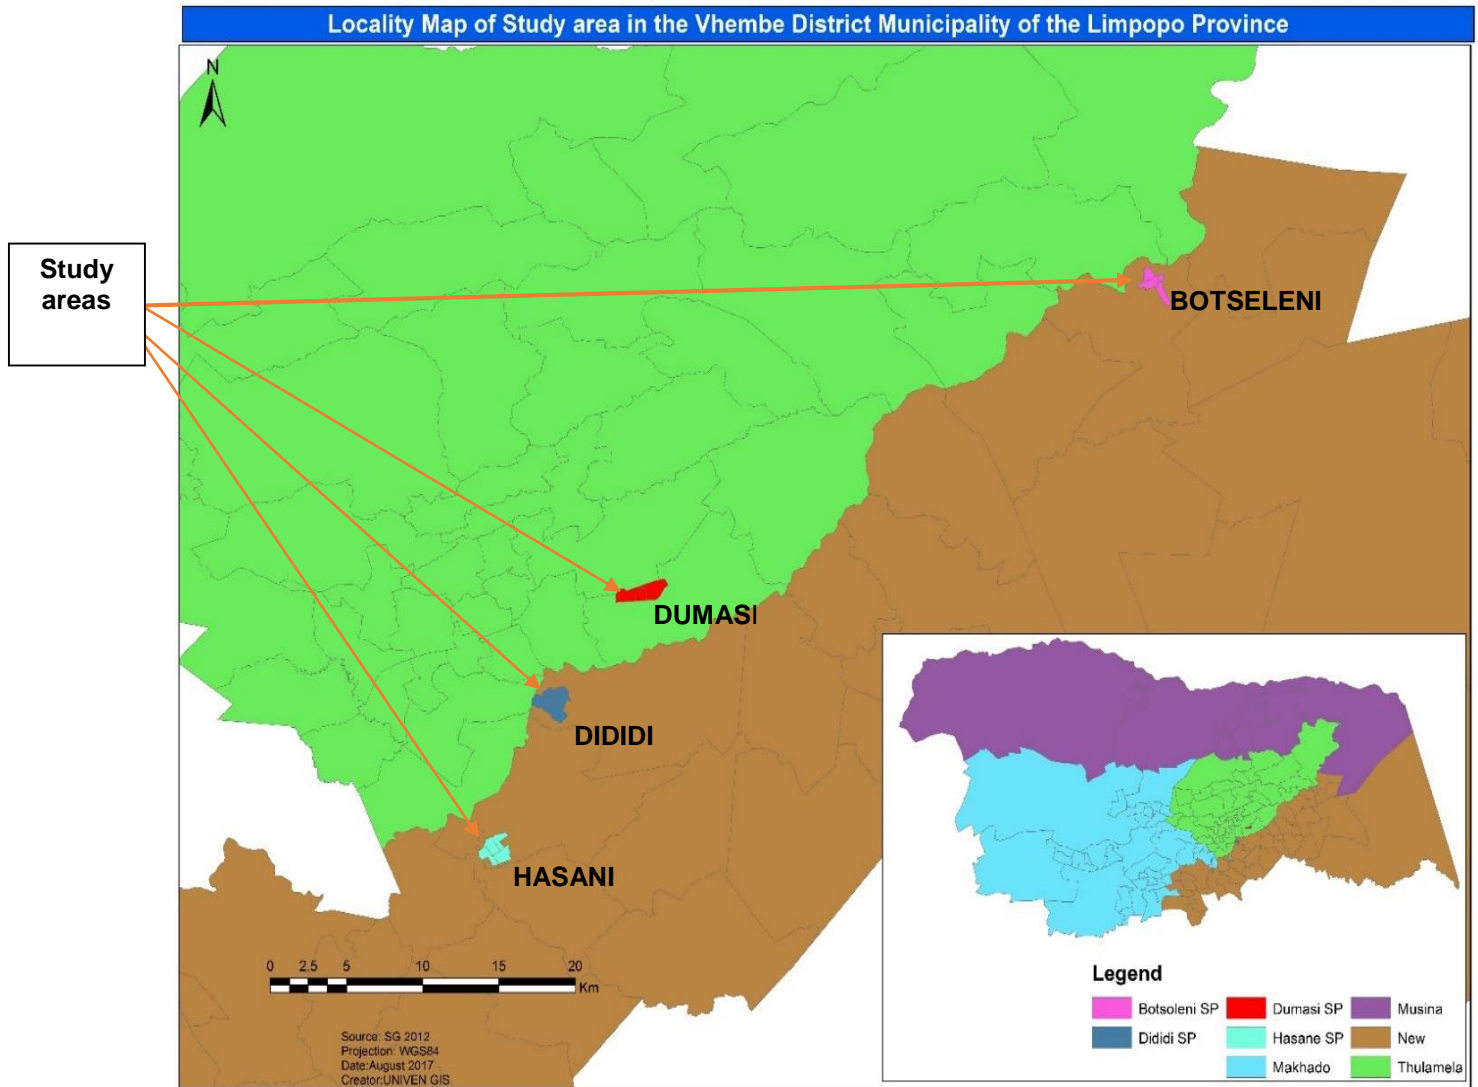 Locality Map of Study area in the Vhembe District Municipality of the Limpopo Province
N
Study
areas
BOTSELENI
DUMASI
DIDIDI
HASANI
0 2.5 5 10 15 20
Km
Source: SG 2012
Projection: WGS84
Date:August 2017
Creator:UNIVEN GIS
Legend
Botsoleni SP Dumasi SP Musina
Dididi SP Hasane SP New
Makhado Thulamela